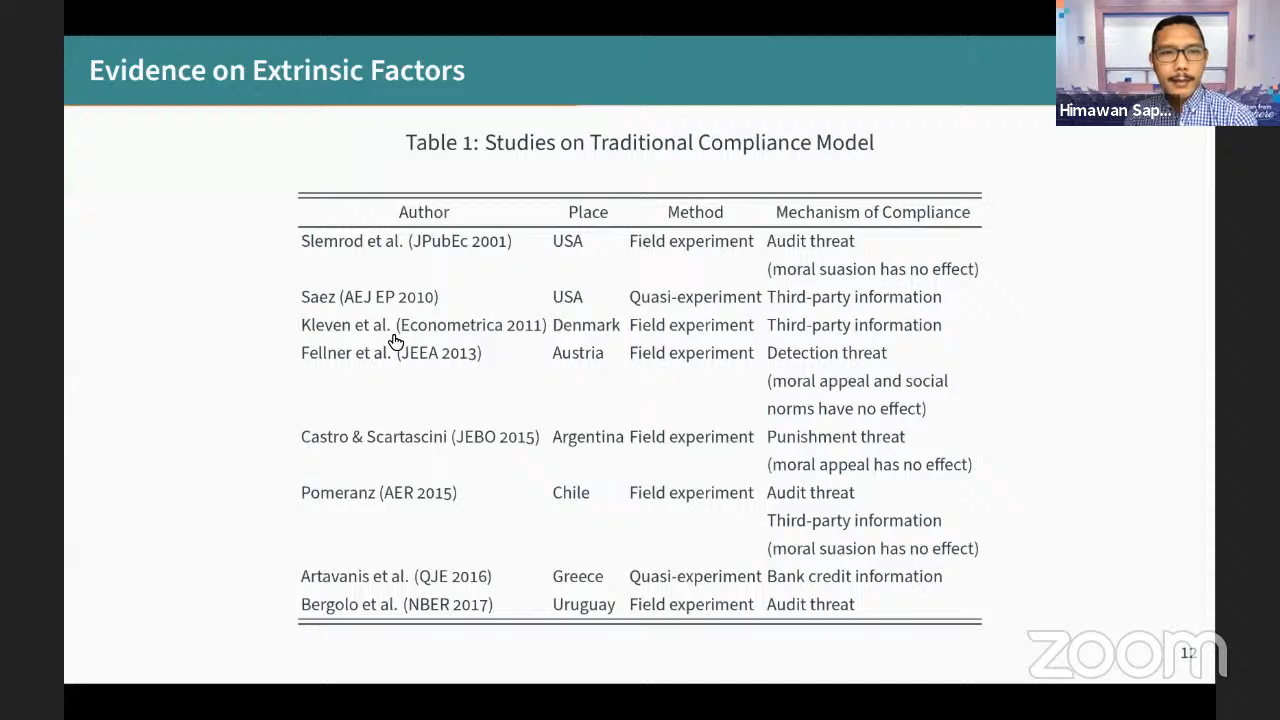 Evidence on Extrinsic Factors
Himawan Sap...
Table 1: Studies on Traditional Compliance Model
Author Place Method Mechanism of Compliance
Slemrod et al. (JPubEc 2001) USA Field experiment Audit threat
(moral suasion has no effect)
Saez (AEJ EP 2010) USA Quasi-experiment Third-party information
Kleven et al. (Econometrica 2011) Denmark Field experiment Third-party information
Fellner et al. (JEEA 2013) Austria Field experiment Detection threat
(moral appeal and social
norms have no effect)
Castro & Scartascini (JEBO 2015) Argentina Field experiment Punishment threat
(moral appeal has no effect)
Pomeranz (AER 2015) Chile Field experiment Audit threat
Third-party information
(moral suasion has no effect)
Artavanis et al. (QJE 2016) Greece Quasi-experiment Bank credit information
Bergolo et al. (NBER 2017) Uruguay Field experiment Audit threat
zoom
12